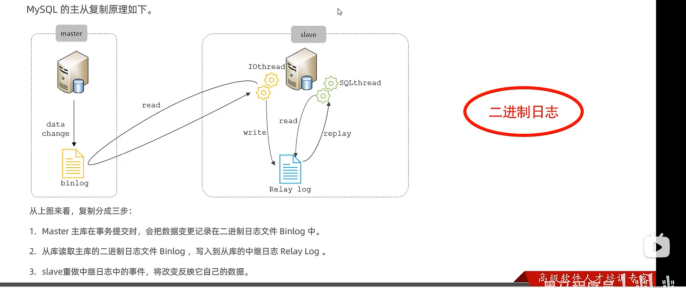 MySQL 的主从复制原理如下。
master
slave
IOthread
SQLthread
二进制日志
data
change
read
read
write
replay
binlog
Relay log
从上图来看，复制分成三步：
1. Master 主库在事务提交时，会把数据变更记录在二进制日志文件 Binlog 中。
2. 从库读取主库的二进制日志文件 Binlog ，写入到从库的中继日志 Relay Log 。
3. slave重做中继日志中的事件，将改变反映它自己的数据。
高级软件人才培训专家